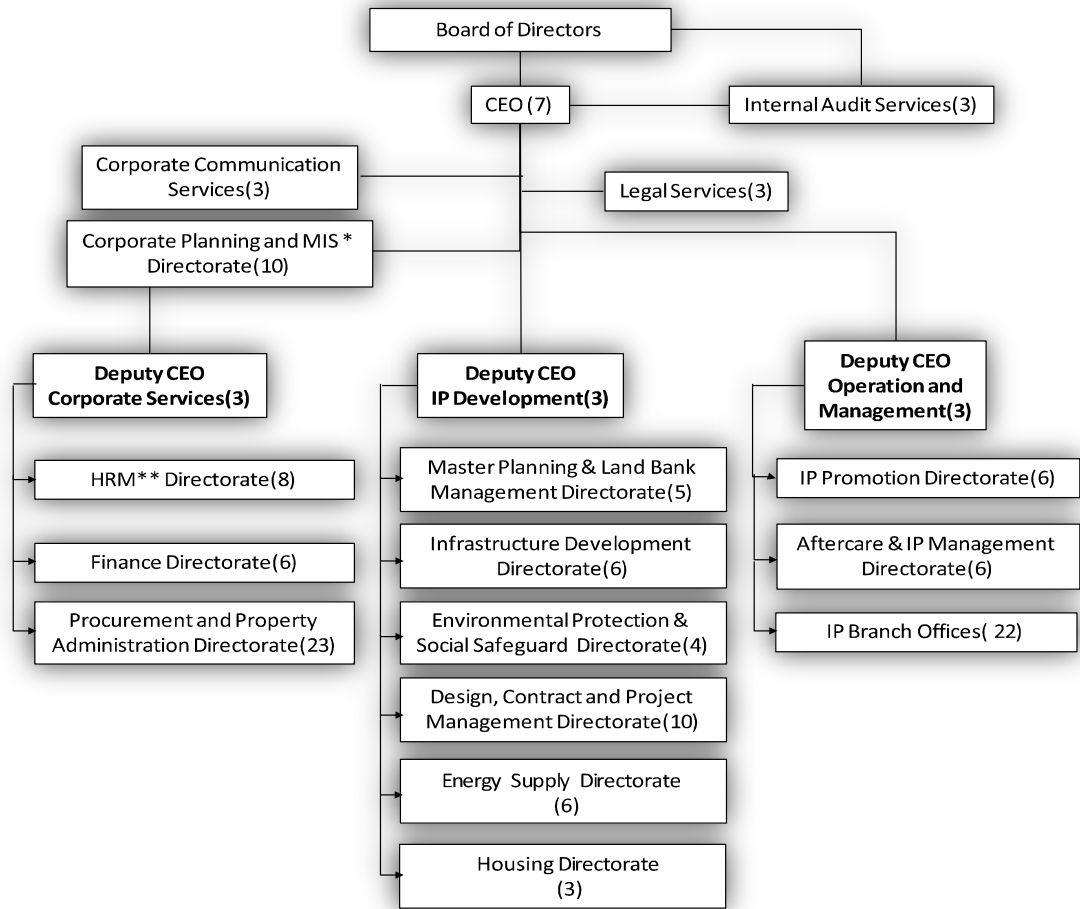 Board of Directors
CEO (7)
Internal Audit Services(3)
Corporate Communication
Services(3)
Legal Services(3)
Corporate Planning and MIS *
Directorate(10)
Deputy CEO
Corporate Services(3)
Deputy CEO
IP Development(3)
Deputy CEO
Operation and
Management(3)
HRM** Directorate(8)
Finance Directorate(6)
Procurement and Property
Administration Directorate(23)
Master Planning & Land Bank
Management Directorate(5)
Infrastructure Development
Directorate(6)
Environmental Protection &
Social Safeguard Directorate(4)
Design, Contract and Project
Management Directorate(10)
Energy Supply Directorate
(6)
Housing Directorate
(3)
IP Promotion Directorate(6)
Aftercare & IP Management
Directorate(6)
IP Branch Offices( 22)